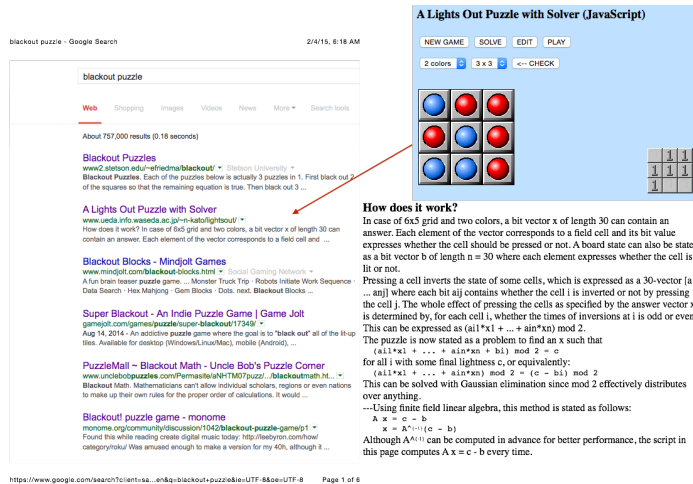 blackout puzzle - Google Search
2/4/15, 6:18 AM
blackout puzzle
Web Shopping Images Videos News More Search tools
About 757,000 results (0.18 seconds)
Blackout Puzzles
www2.stetson.edu/~efriedma/blackout/ Stetson University
Blackout Puzzles. Each of the puzzles below is actually 3 puzzles in 1. First black out 2
of the squares so that the remaining equation is true. Then black out 3 ...
A Lights Out Puzzle with Solver
www.ueda.info.waseda.ac.jp/~n-kato/lightsout/
How does it work? In case of 6x5 grid and two colors, a bit vector x of length 30 can
contain an answer. Each element of the vector corresponds to a field cell and ...
Blackout Blocks - Mindjolt Games
www.mindjolt.com/blackout-blocks.html Social Gaming Network
A fun brain teaser puzzle game. ... Monster Truck Trip · Robots Initiate Work Sequence ·
Data Search · Hex Mahjong · Gem Blocks · Dots. next. Blackout Blocks ...
Super Blackout - An Indie Puzzle Game | Game Jolt
gamejolt.com/games/puzzle/super-blackout/17349/
Aug 14, 2014 - An addictive puzzle game where the goal is to "black out" all of the lit-up
tiles. Available for desktop (Windows/Linux/Mac), mobile (Android), ...
PuzzleMall ~ Blackout Math - Uncle Bob's Puzzle Corner
www.unclebobpuzzles.com/Permasite/aNHTM07puzz/.../blackoutmath.ht...
Blackout Math. Mathematicians can't allow individual scholars, regions or even nations
to make up their own rules for the proper order of calculations. It would ...
Blackout! puzzle game - monome
monome.org/community/discussion/1042/blackout-puzzle-game/p1
Found this while reading create digital music today: http://leebyron.com/how/
category/roku/ Was amused enough to make a version for my 40h, although it ...
https://www.google.com/search?client=sa...en&q=blackout+puzzle&ie=UTF-8&oe=UTF-8
Page 1 of 6
A Lights Out Puzzle with Solver (JavaScript)
NEW GAME SOLVE EDIT PLAY
2 colors 3 x 3 <-- CHECK
1 1
1 1 1
1
How does it work?
In case of 6x5 grid and two colors, a bit vector x of length 30 can contain an
answer. Each element of the vector corresponds to a field cell and its bit value
expresses whether the cell should be pressed or not. A board state can also be state
as a bit vector b of length n = 30 where each element expresses whether the cell is
lit or not.
Pressing a cell inverts the state of some cells, which is expressed as a 30-vector [a
... anj] where each bit aij contains whether the cell i is inverted or not by pressing
the cell j. The whole effect of pressing the cells as specified by the answer vector x
is determined by, for each cell i, whether the times of inversions at i is odd or even
This can be expressed as (ai1*x1 + ... + ain*xn) mod 2.
The puzzle is now stated as a problem to find an x such that
(ai1*x1 + ... + ain*xn + bi) mod 2 = c
for all i with some final lightness c, or equivalently:
(ai1*x1 + ... + ain*xn) mod 2 = (c - bi) mod 2
This can be solved with Gaussian elimination since mod 2 effectively distributes
over anything.
---Using finite field linear algebra, this method is stated as follows:
A x = c - b
x = A^(-1)(c - b)
Although A^(-1) can be computed in advance for better performance, the script in
this page computes A x = c - b every time.